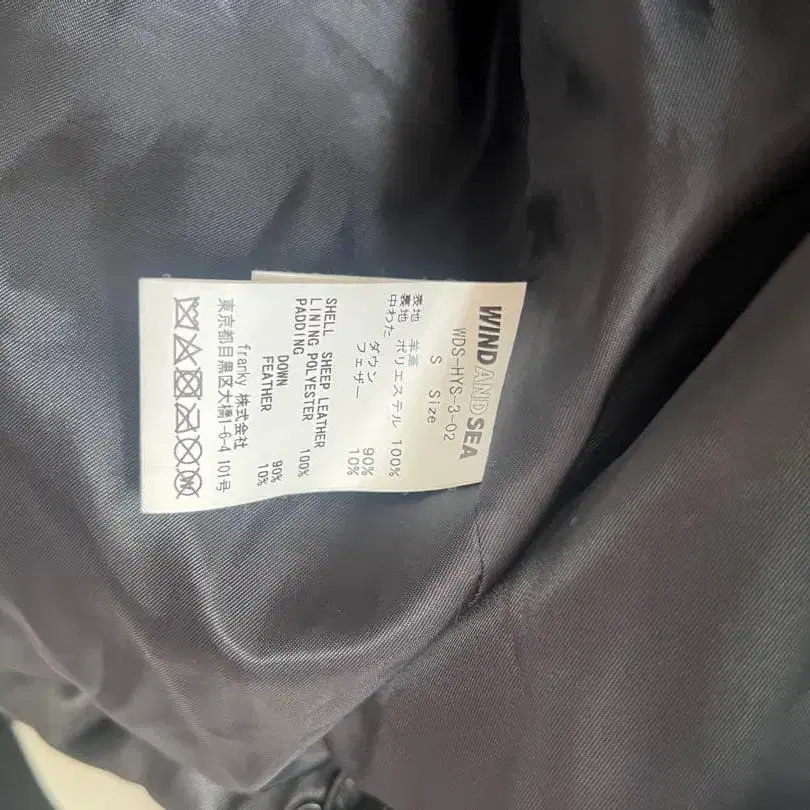 WIND AND SEA
WDS-HYS-3-02
S Size
表地 羊革
裏地 ポリエステル 100%
中わた
ダウン 90%
フェザー 10%
SHELL SHEEP LEATHER
LINING POLYESTER 100%
PADDING
DOWN 90%
FEATHER 10%
franky 株式会社
東京都目黒区大橋1-6-4 101号